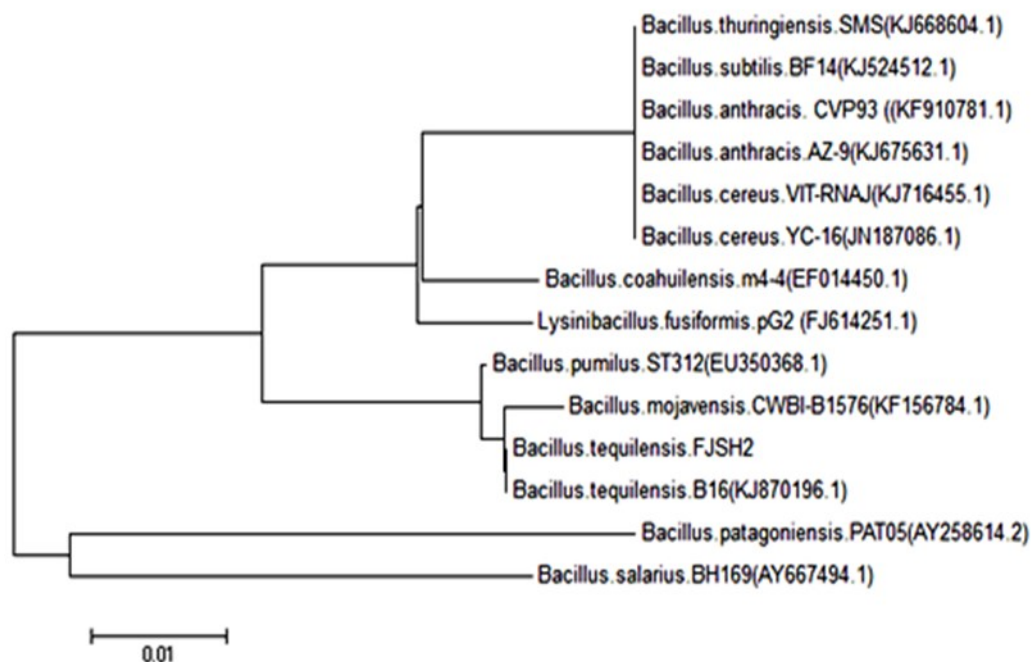 Bacillus.thuringiensis.SMS(KJ668604.1)
Bacillus.subtilis.BF14(KJ524512.1)
Bacillus.anthracis. CVP93 ((KF910781.1)
Bacillus.anthracis.AZ-9(KJ675631.1)
Bacillus.cereus.VIT-RNAJ(KJ716455.1)
Bacillus.cereus.YC-16(JN187086.1)
Bacillus.coahuilensis.m4-4(EF014450.1)
Lysinibacillus.fusiformis.pG2 (FJ614251.1)
Bacillus.pumilus.ST312(EU350368.1)
Bacillus.mojavensis.CWBI-B1576(KF156784.1)
Bacillus.tequilensis.FJSH2
Bacillus.tequilensis.B16(KJ870196.1)
Bacillus.patagoniensis.PAT05(AY258614.2)
Bacillus.salarius.BH169(AY667494.1)
0.01